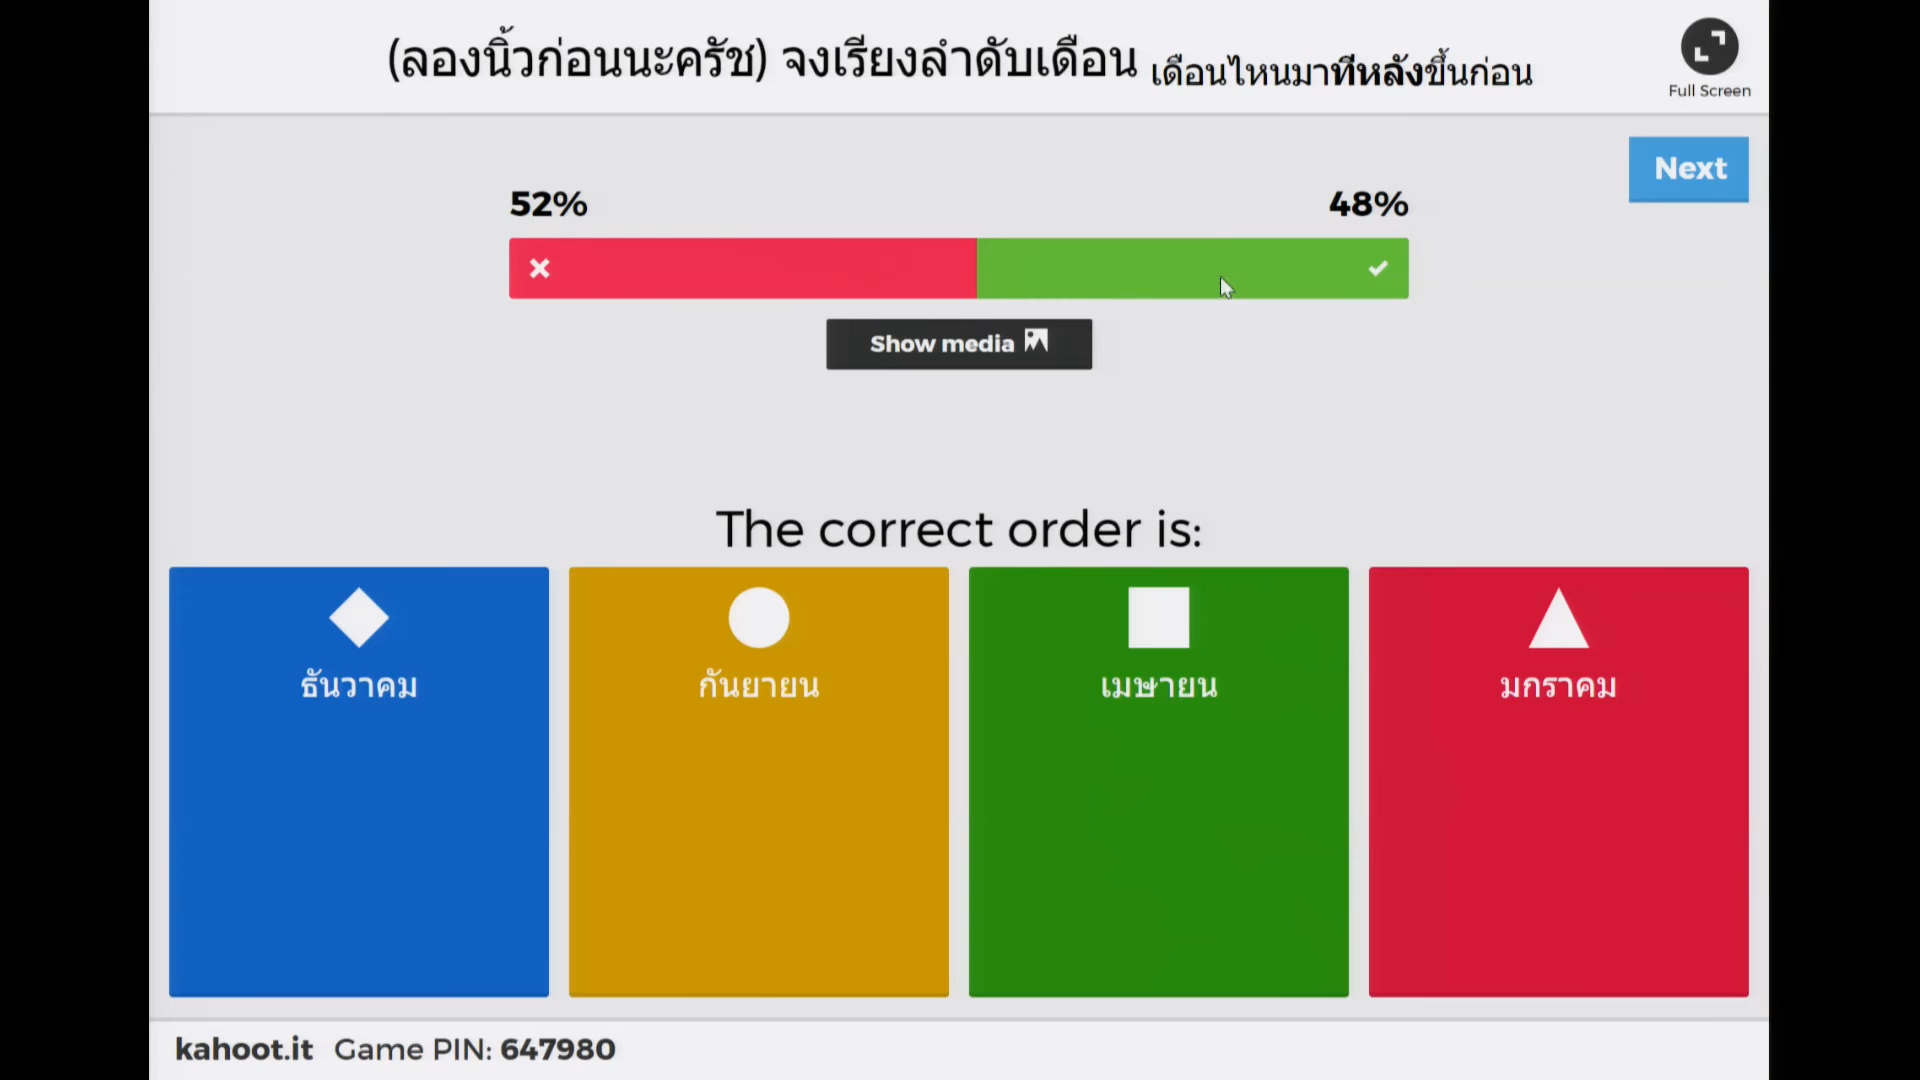 (ลองนิ้วก่อนนะครัช) จงเรียงลำดับเดือน เดือนไหนมาทีหลังขึ้นก่อน
Full Screen
Next
52% 48%
Show media
The correct order is:
ธันวาคม กันยายน เมษายน มกราคม
kahoot.it Game PIN: 647980